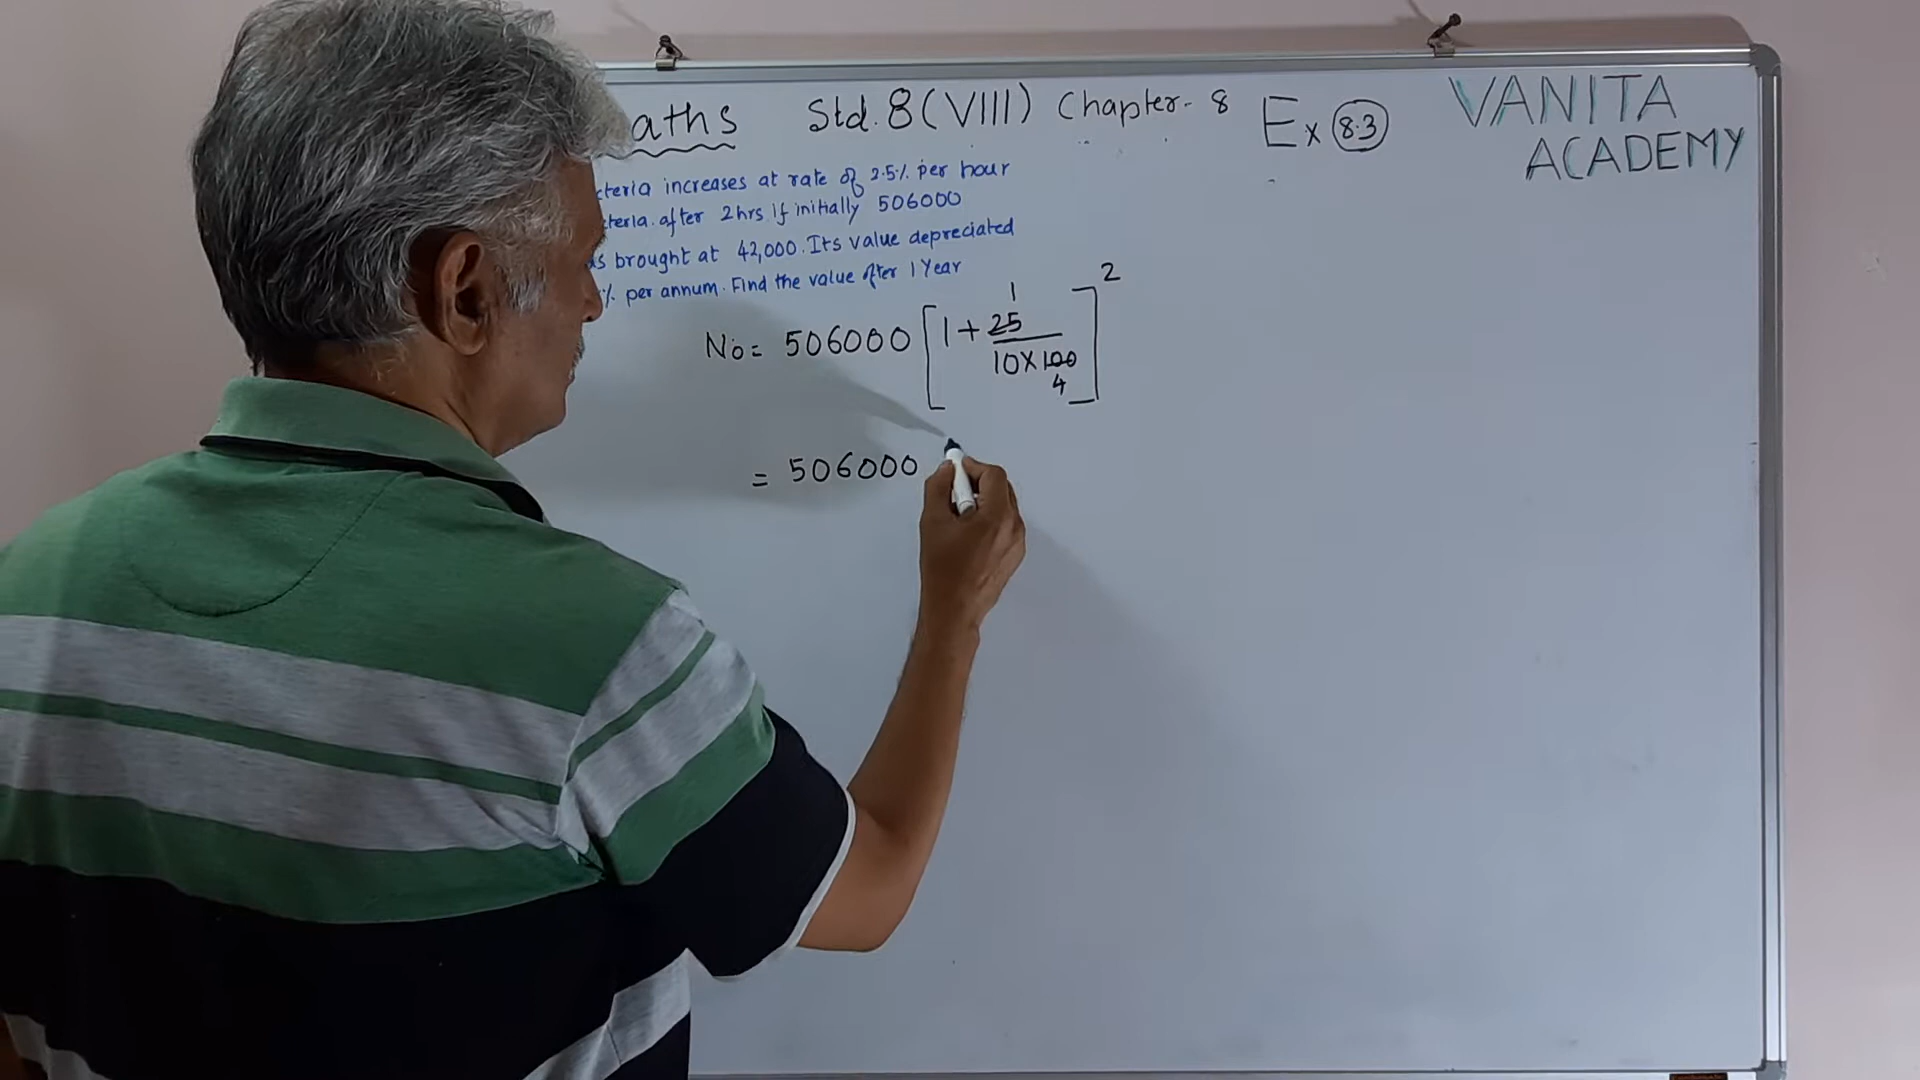 aths Std. 8 (VIII) Chapter - 8 Ex 8.3
VANITA
ACADEMY
cteria increases at rate of 2.5% per hour
cteria. after 2hrs if initially 506000
as brought at 42,000. Its value depreciated
% per annum. Find the value after 1 Year
No = 506000 [1 + 25/10×100]²
1
4
= 506000